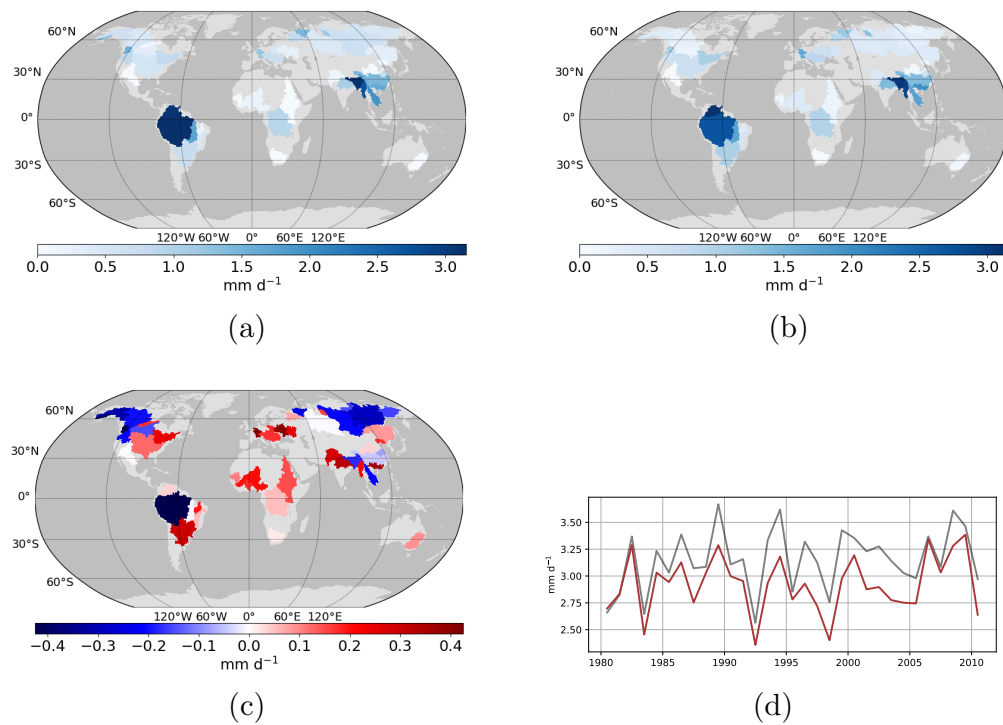 60°N
30°N
0°
30°S
60°S
120°W 60°W 0° 60°E 120°E
0.0 0.5 1.0 1.5 2.0 2.5 3.0
mm d⁻¹
(a)
60°N
30°N
0°
30°S
60°S
120°W 60°W 0° 60°E 120°E
0.0 0.5 1.0 1.5 2.0 2.5 3.0
mm d⁻¹
(b)
60°N
30°N
0°
30°S
60°S
120°W 60°W 0° 60°E 120°E
−0.4 −0.3 −0.2 −0.1 0.0 0.1 0.2 0.3 0.4
mm d⁻¹
(c)
3.50
3.25
3.00
2.75
2.50
mm d⁻¹
1980 1985 1990 1995 2000 2005 2010
(d)